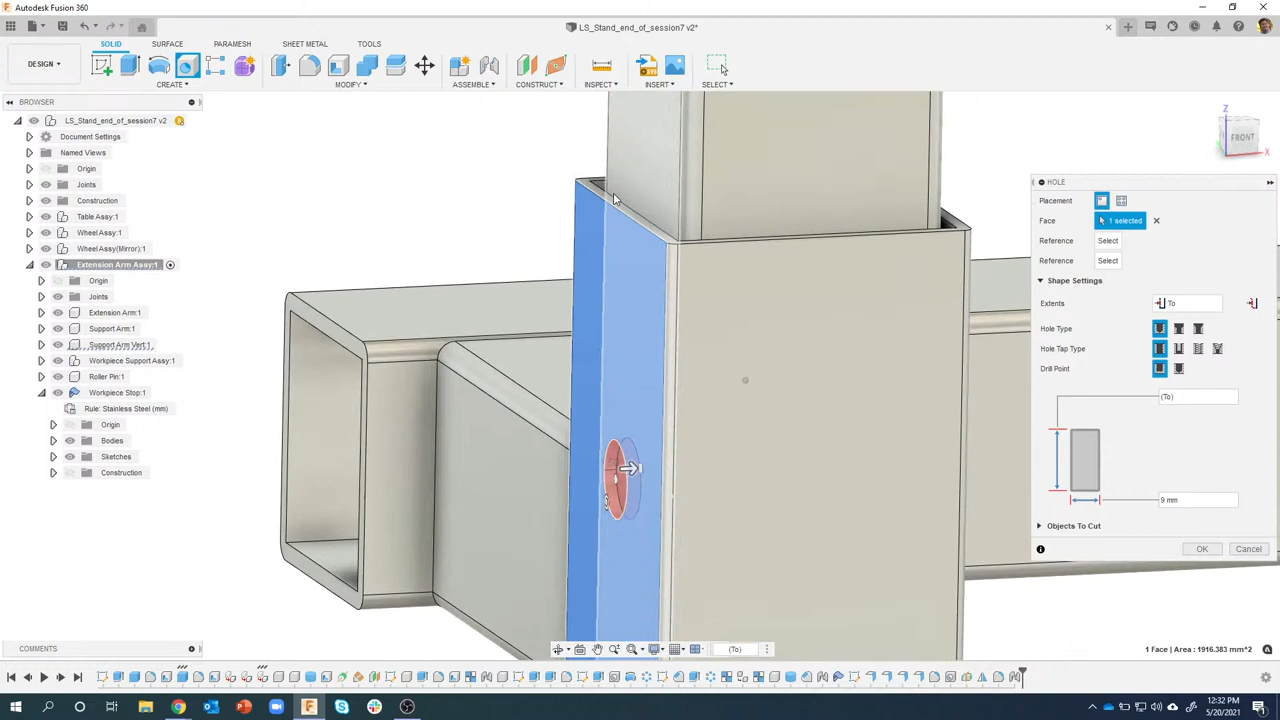 Autodesk Fusion 360
LS_Stand_end_of_session7 v2*
DESIGN
SOLID
SURFACE
PARAMESH
SHEET METAL
TOOLS
CREATE
MODIFY
ASSEMBLE
CONSTRUCT
INSPECT
INSERT
SELECT
BROWSER
LS_Stand_end_of_session7 v2
Document Settings
Named Views
Origin
Joints
Construction
Table Assy:1
Wheel Assy:1
Wheel Assy(Mirror):1
Extension Arm Assy:1
Origin
Joints
Extension Arm:1
Support Arm:1
Support Arm Vert:1
Workpiece Support Assy:1
Roller Pin:1
Workpiece Stop:1
Rule: Stainless Steel (mm)
Origin
Bodies
Sketches
Construction
Z
FRONT
X
HOLE
Placement
Face 1 selected
Reference Select
Reference Select
Shape Settings
Extents To
Hole Type
Hole Tap Type
Drill Point
(To)
9 mm
Objects To Cut
OK Cancel
COMMENTS
(To)
1 Face | Area : 1916.383 mm^2
12:32 PM
5/20/2021